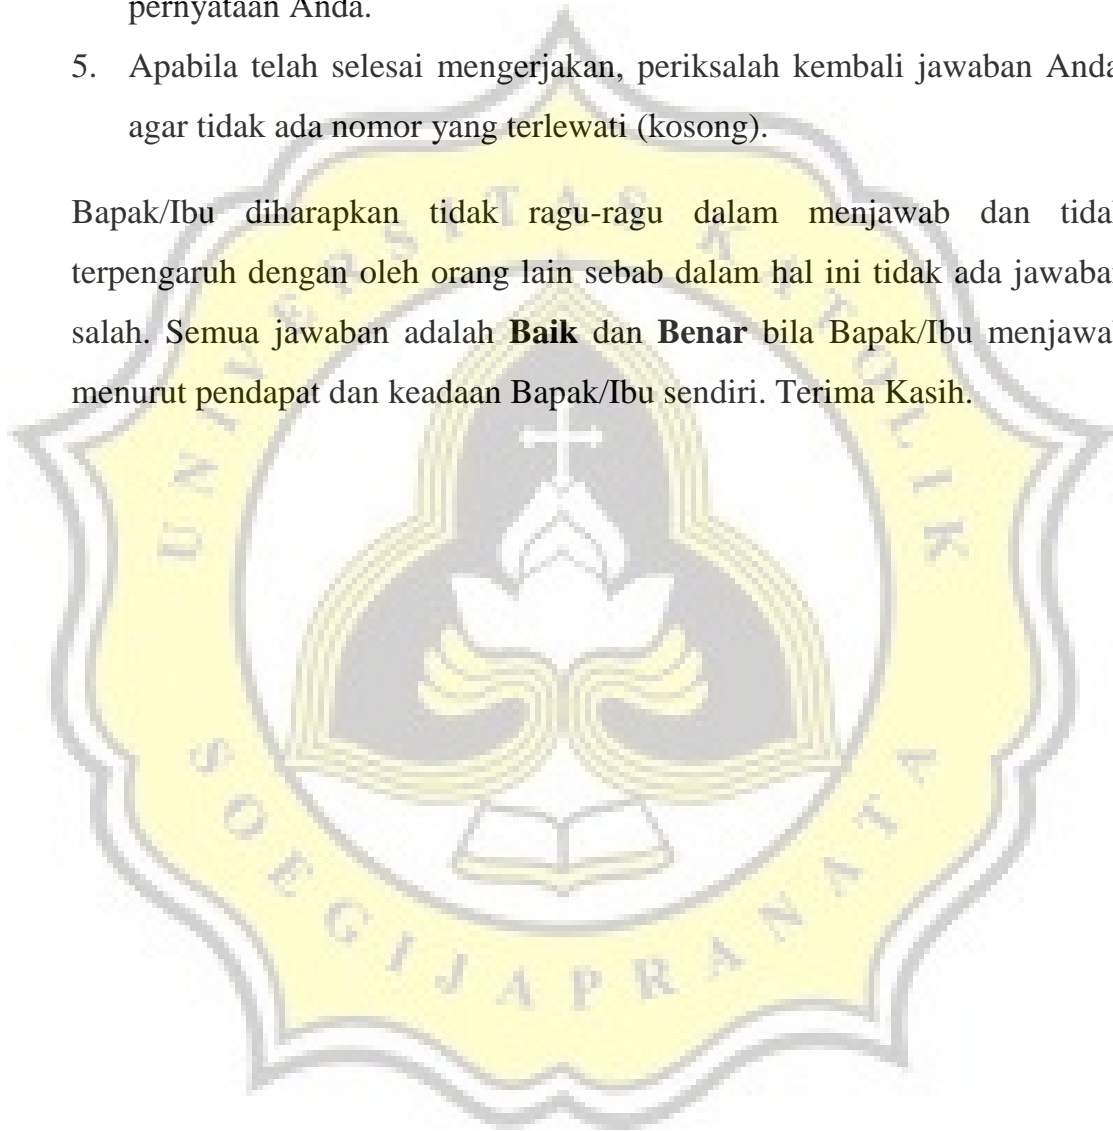 pernyataan Anda.
5. Apabila telah selesai mengerjakan, periksalah kembali jawaban Anda
agar tidak ada nomor yang terlewati (kosong).
Bapak/Ibu diharapkan tidak ragu-ragu dalam menjawab dan tidak
terpengaruh dengan oleh orang lain sebab dalam hal ini tidak ada jawaban
salah. Semua jawaban adalah Baik dan Benar bila Bapak/Ibu menjawab
menurut pendapat dan keadaan Bapak/Ibu sendiri. Terima Kasih.
UNIVERSITAS KATOLIK
SOEGIJAPRANATA